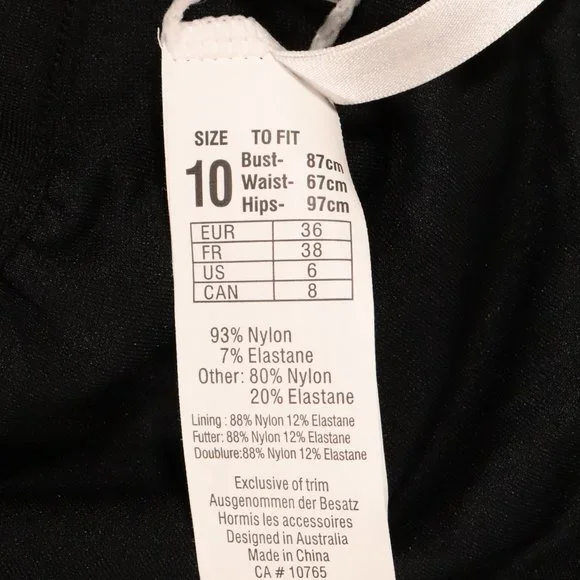 SIZE TO FIT
10 Bust- 87cm
Waist- 67cm
Hips- 97cm
EUR 36
FR 38
US 6
CAN 8
93% Nylon
7% Elastane
Other: 80% Nylon
20% Elastane
Lining : 88% Nylon 12% Elastane
Futter: 88% Nylon 12% Elastane
Doublure:88% Nylon 12% Elastane
Exclusive of trim
Ausgenommen der Besatz
Hormis les accessoires
Designed in Australia
Made in China
CA # 10765